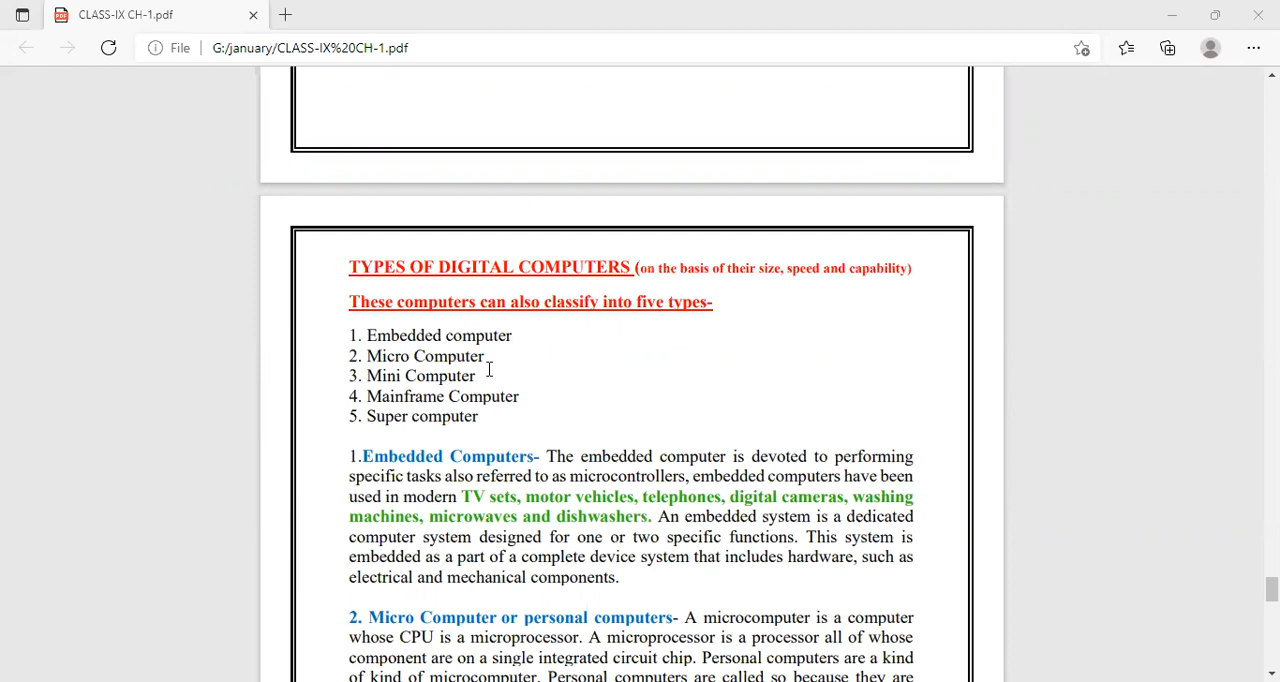 CLASS-IX CH-1.pdf
File
G:/january/CLASS-IX%20CH-1.pdf
TYPES OF DIGITAL COMPUTERS (on the basis of their size, speed and capability)
These computers can also classify into five types-
1. Embedded computer
2. Micro Computer
3. Mini Computer
4. Mainframe Computer
5. Super computer
1.Embedded Computers- The embedded computer is devoted to performing
specific tasks also referred to as microcontrollers, embedded computers have been
used in modern TV sets, motor vehicles, telephones, digital cameras, washing
machines, microwaves and dishwashers. An embedded system is a dedicated
computer system designed for one or two specific functions. This system is
embedded as a part of a complete device system that includes hardware, such as
electrical and mechanical components.
2. Micro Computer or personal computers- A microcomputer is a computer
whose CPU is a microprocessor. A microprocessor is a processor all of whose
component are on a single integrated circuit chip. Personal computers are a kind
of kind of microcomputer. Personal computers are called so because they are